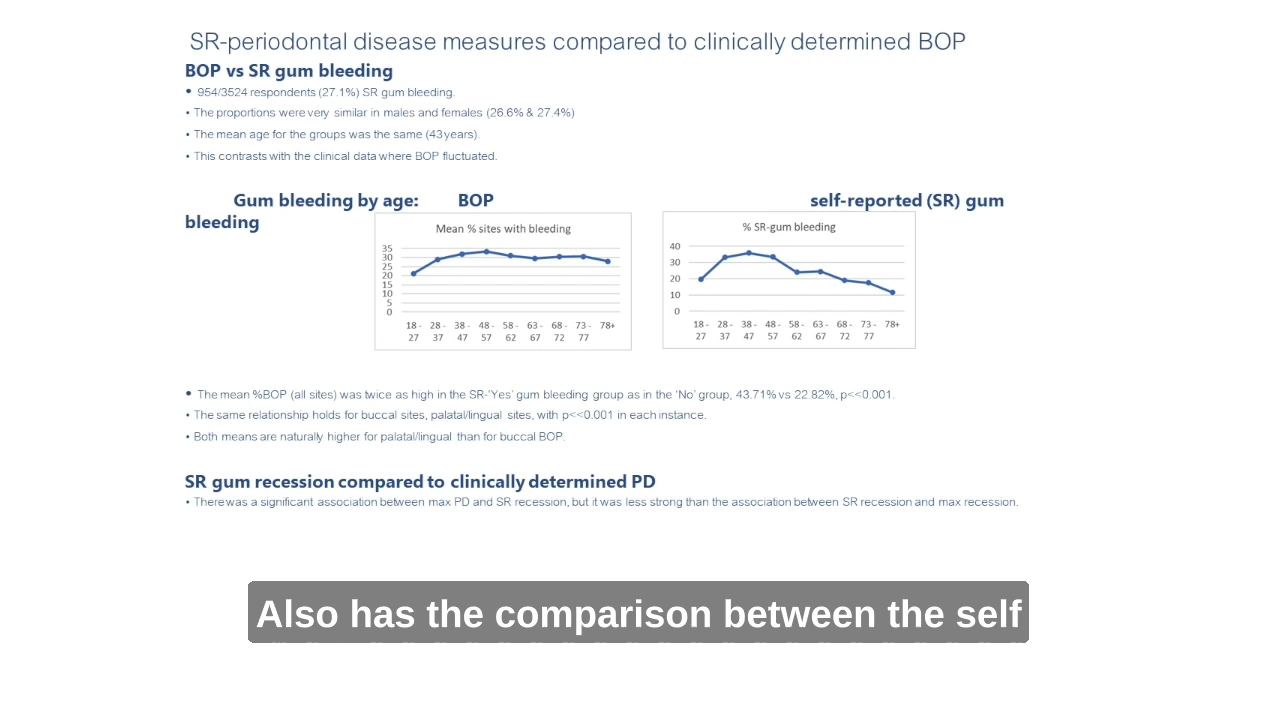 SR-periodontal disease measures compared to clinically determined BOP
BOP vs SR gum bleeding
• 954/3524 respondents (27.1%) SR gum bleeding.
• The proportions were very similar in males and females (26.6% & 27.4%)
• The mean age for the groups was the same (43years).
• This contrasts with the clinical data where BOP fluctuated.
Gum bleeding by age: BOP self-reported (SR) gum
bleeding
Mean % sites with bleeding
35
30
25
20
15
10
5
0
18 - 28 - 38 - 48 - 58 - 63 - 68 - 73 - 78+
27 37 47 57 62 67 72 77
% SR-gum bleeding
40
30
20
10
0
18 - 28 - 38 - 48 - 58 - 63 - 68 - 73 - 78+
27 37 47 57 62 67 72 77
• The mean %BOP (all sites) was twice as high in the SR-'Yes' gum bleeding group as in the 'No' group, 43.71% vs 22.82%, p<<0.001.
• The same relationship holds for buccal sites, palatal/lingual sites, with p<<0.001 in each instance.
• Both means are naturally higher for palatal/lingual than for buccal BOP.
SR gum recession compared to clinically determined PD
• There was a significant association between max PD and SR recession, but it was less strong than the association between SR recession and max recession.
Also has the comparison between the self